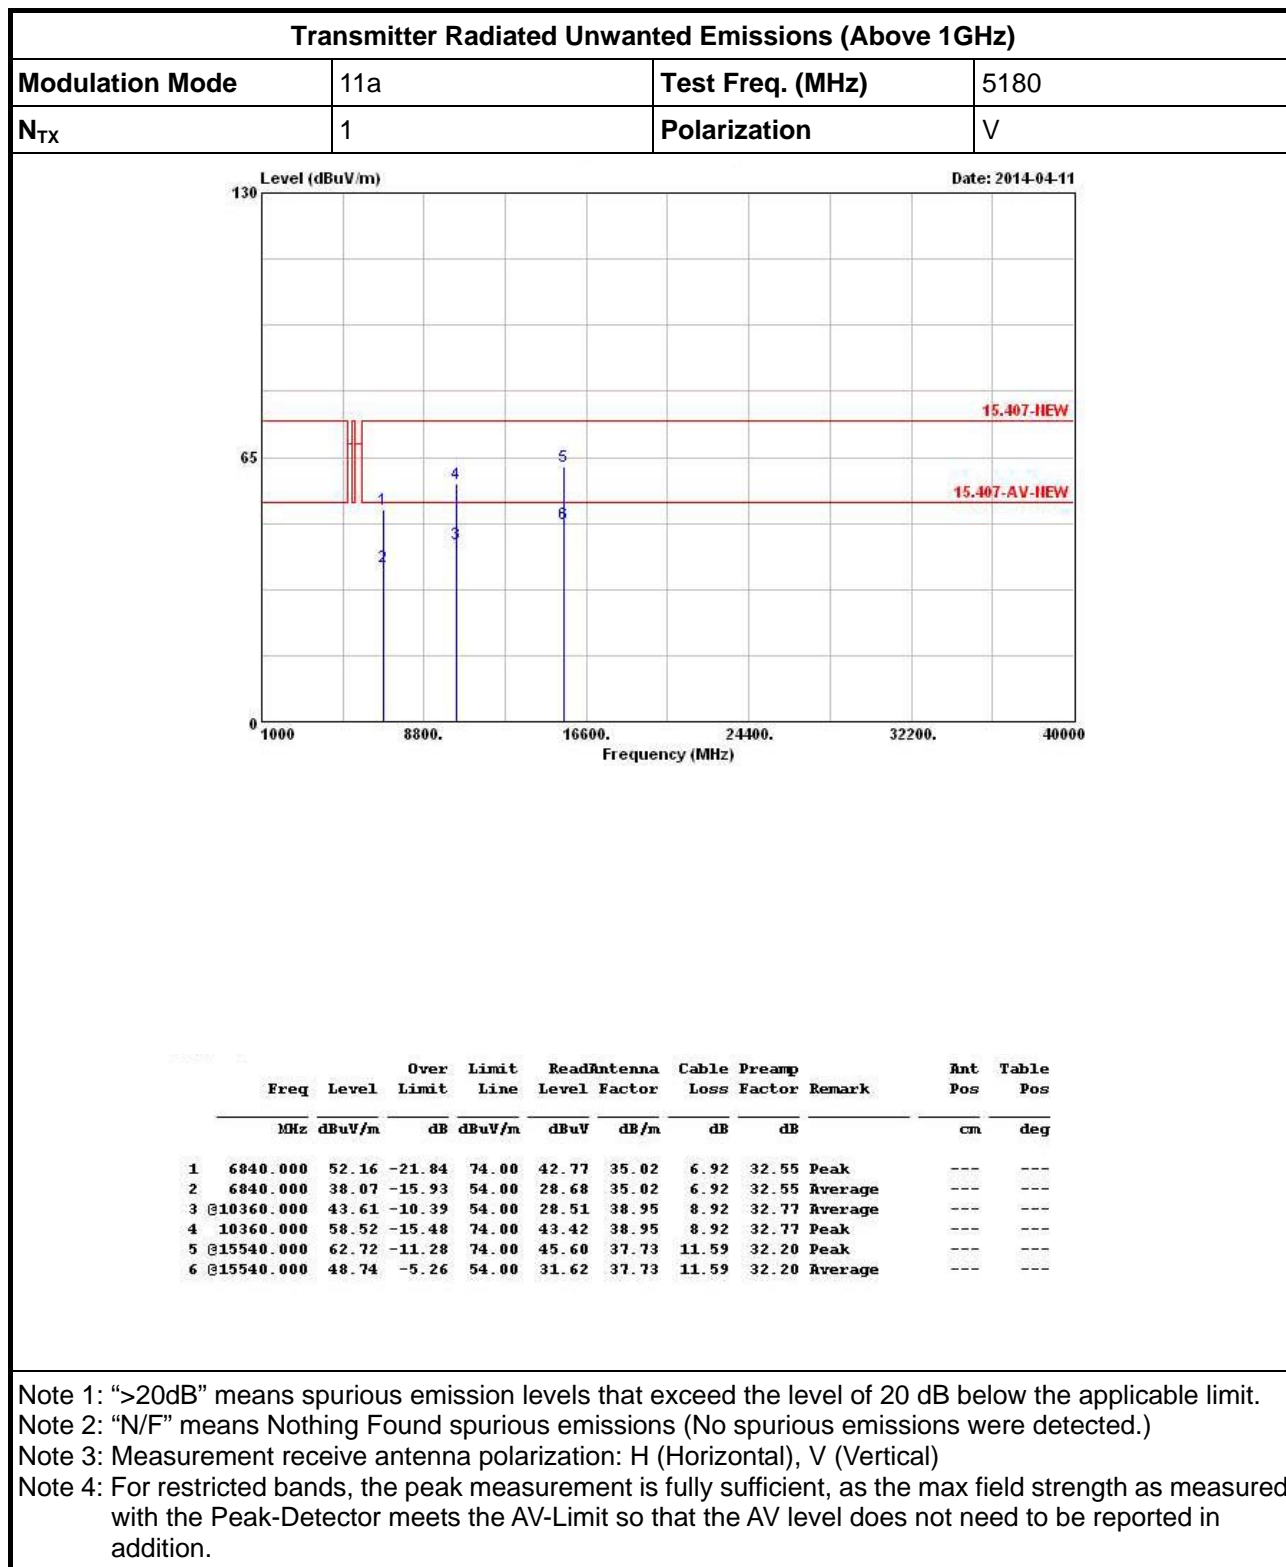 Transmitter Radiated Unwanted Emissions (Above 1GHz)
Modulation Mode 11a Test Freq. (MHz) 5180
NTX 1 Polarization V
Level (dBuV/m) Date: 2014-04-11
130
15.407-NEW
65
5
4
15.407-AV-NEW
1
6
3
2
0
1000 8800. 16600. 24400. 32200. 40000
Frequency (MHz)
Over Limit ReadAntenna Cable Preamp Ant Table
Freq Level Limit Line Level Factor Loss Factor Remark Pos Pos
MHz dBuV/m dB dBuV/m dBuV dB/m dB dB cm deg
1 6840.000 52.16 -21.84 74.00 42.77 35.02 6.92 32.55 Peak --- ---
2 6840.000 38.07 -15.93 54.00 28.68 35.02 6.92 32.55 Average --- ---
3 @10360.000 43.61 -10.39 54.00 28.51 38.95 8.92 32.77 Average --- ---
4 10360.000 58.52 -15.48 74.00 43.42 38.95 8.92 32.77 Peak --- ---
5 @15540.000 62.72 -11.28 74.00 45.60 37.73 11.59 32.20 Peak --- ---
6 @15540.000 48.74 -5.26 54.00 31.62 37.73 11.59 32.20 Average --- ---
Note 1: “>20dB” means spurious emission levels that exceed the level of 20 dB below the applicable limit.
Note 2: “N/F” means Nothing Found spurious emissions (No spurious emissions were detected.)
Note 3: Measurement receive antenna polarization: H (Horizontal), V (Vertical)
Note 4: For restricted bands, the peak measurement is fully sufficient, as the max field strength as measured
with the Peak-Detector meets the AV-Limit so that the AV level does not need to be reported in
addition.